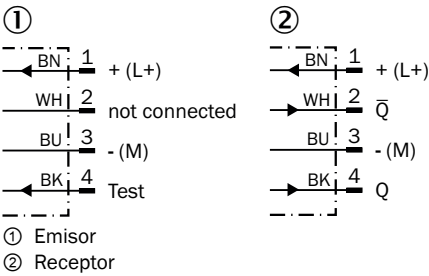 ① ②
BN 1 + (L+)
WH 2 not connected
BU 3 - (M)
BK 4 Test
BN 1 + (L+)
WH 2 Q̅
BU 3 - (M)
BK 4 Q
① Emisor
② Receptor